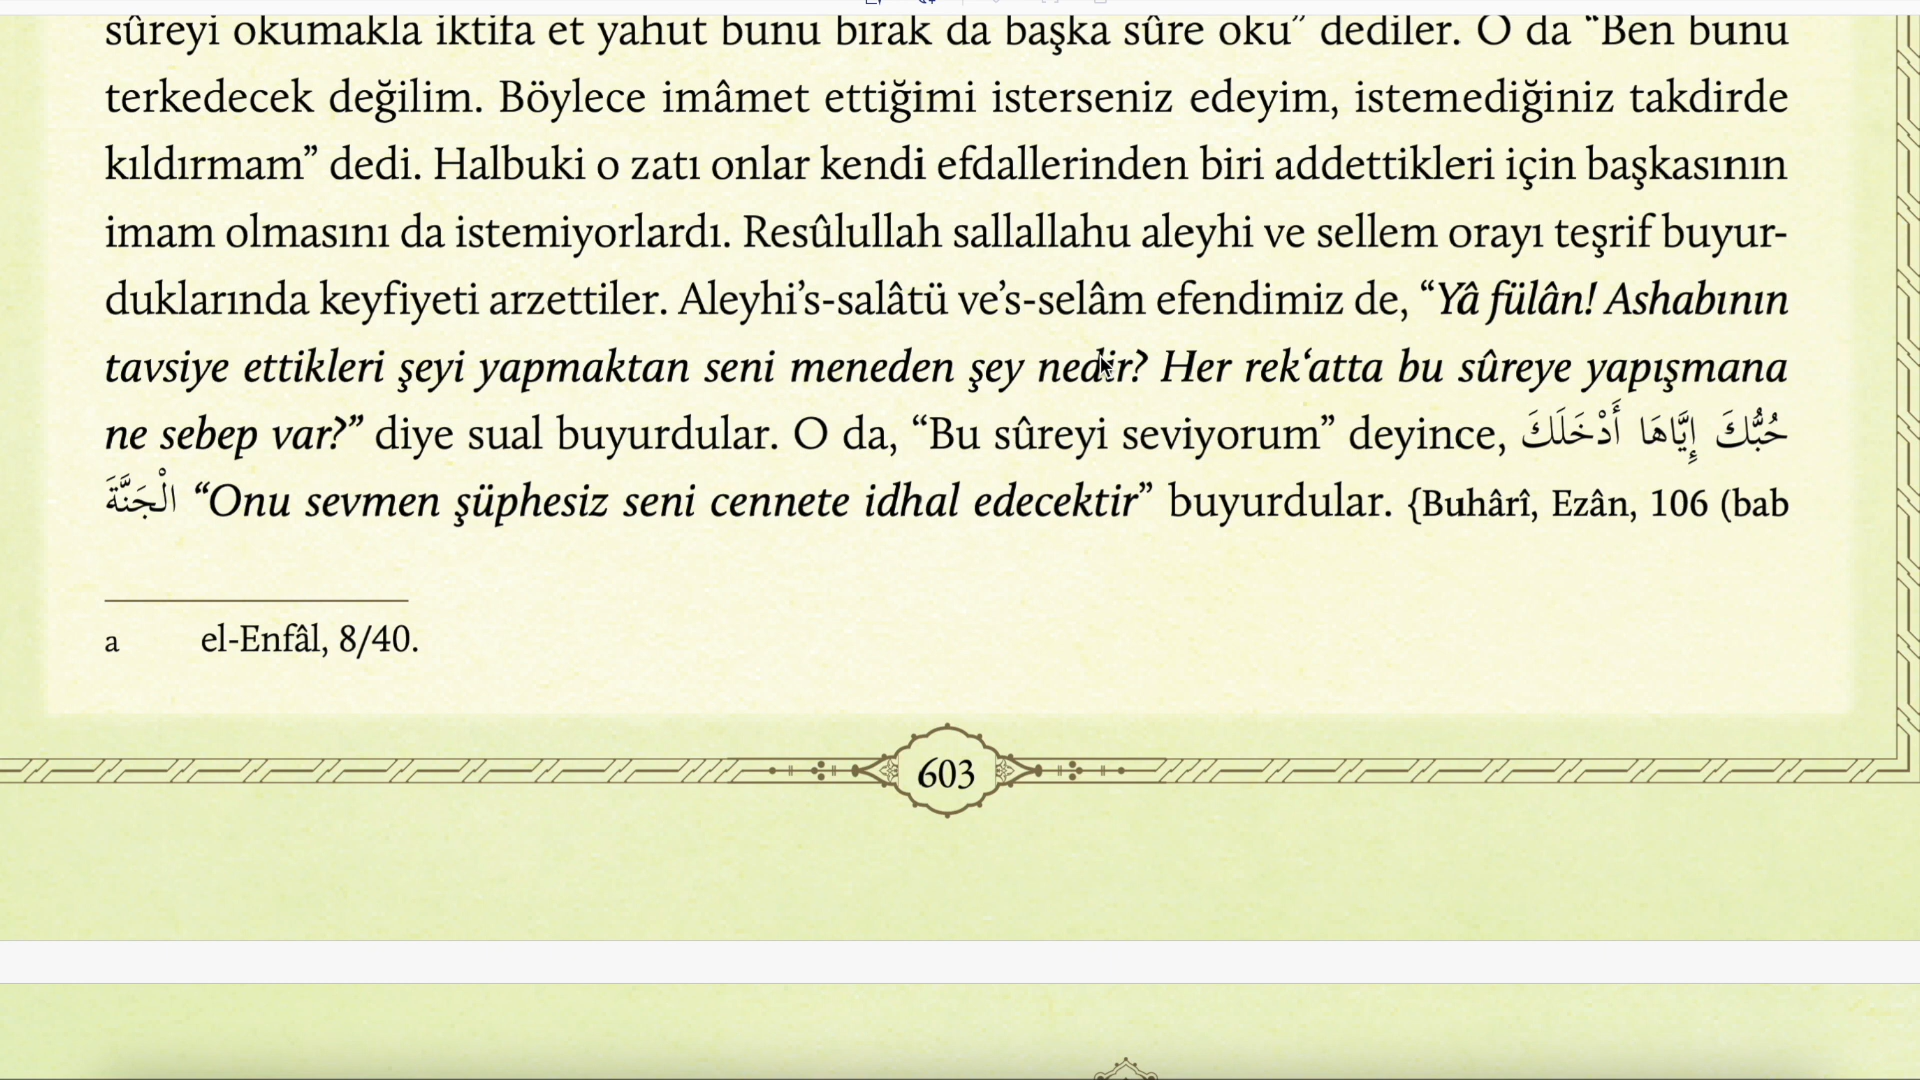 sûreyi okumakla iktifa et yahut bunu bırak da başka sûre oku” dediler. O da “Ben bunu
terkedecek değilim. Böylece imâmet ettiğimi isterseniz edeyim, istemediğiniz takdirde
kıldırmam” dedi. Halbuki o zatı onlar kendi efdallerinden biri addettikleri için başkasının
imam olmasını da istemiyorlardı. Resûlullah sallallahu aleyhi ve sellem orayı teşrif buyur-
duklarında keyfiyeti arzettiler. Aleyhi’s-salâtü ve’s-selâm efendimiz de, “Yâ fülân! Ashabının
tavsiye ettikleri şeyi yapmaktan seni meneden şey nedir? Her rek‘atta bu sûreye yapışmana
ne sebep var?” diye sual buyurdular. O da, “Bu sûreyi seviyorum” deyince, حُبُّكَ إِيَّاهَا أَدْخَلَكَ
الْجَنَّةَ “Onu sevmen şüphesiz seni cennete idhal edecektir” buyurdular. {Buhârî, Ezân, 106 (bab
a el-Enfâl, 8/40.
603